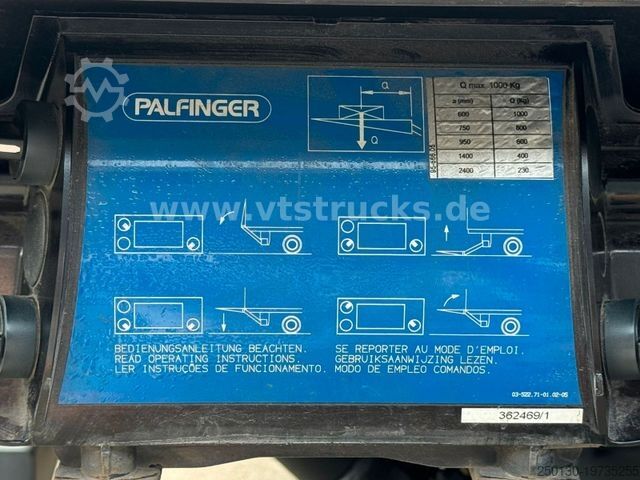 PALFINGER
a
Q
Q max. 1000 Kg
a (mm) Q (kg)
600 1000
750 800
950 600
1400 400
2400 230
www.vtstrucks.de
BEDIENUNGSANLEITUNG BEACHTEN.
READ OPERATING INSTRUCTIONS.
LER INSTRUÇÕES DE FUNCIONAMENTO.
SE REPORTER AU MODE D'EMPLOI.
GEBRUIKSAANWIJZING LEZEN.
MODO DE EMPLEO COMANDOS.
03-522.71-01.02-05
362469/1
250130-19735255